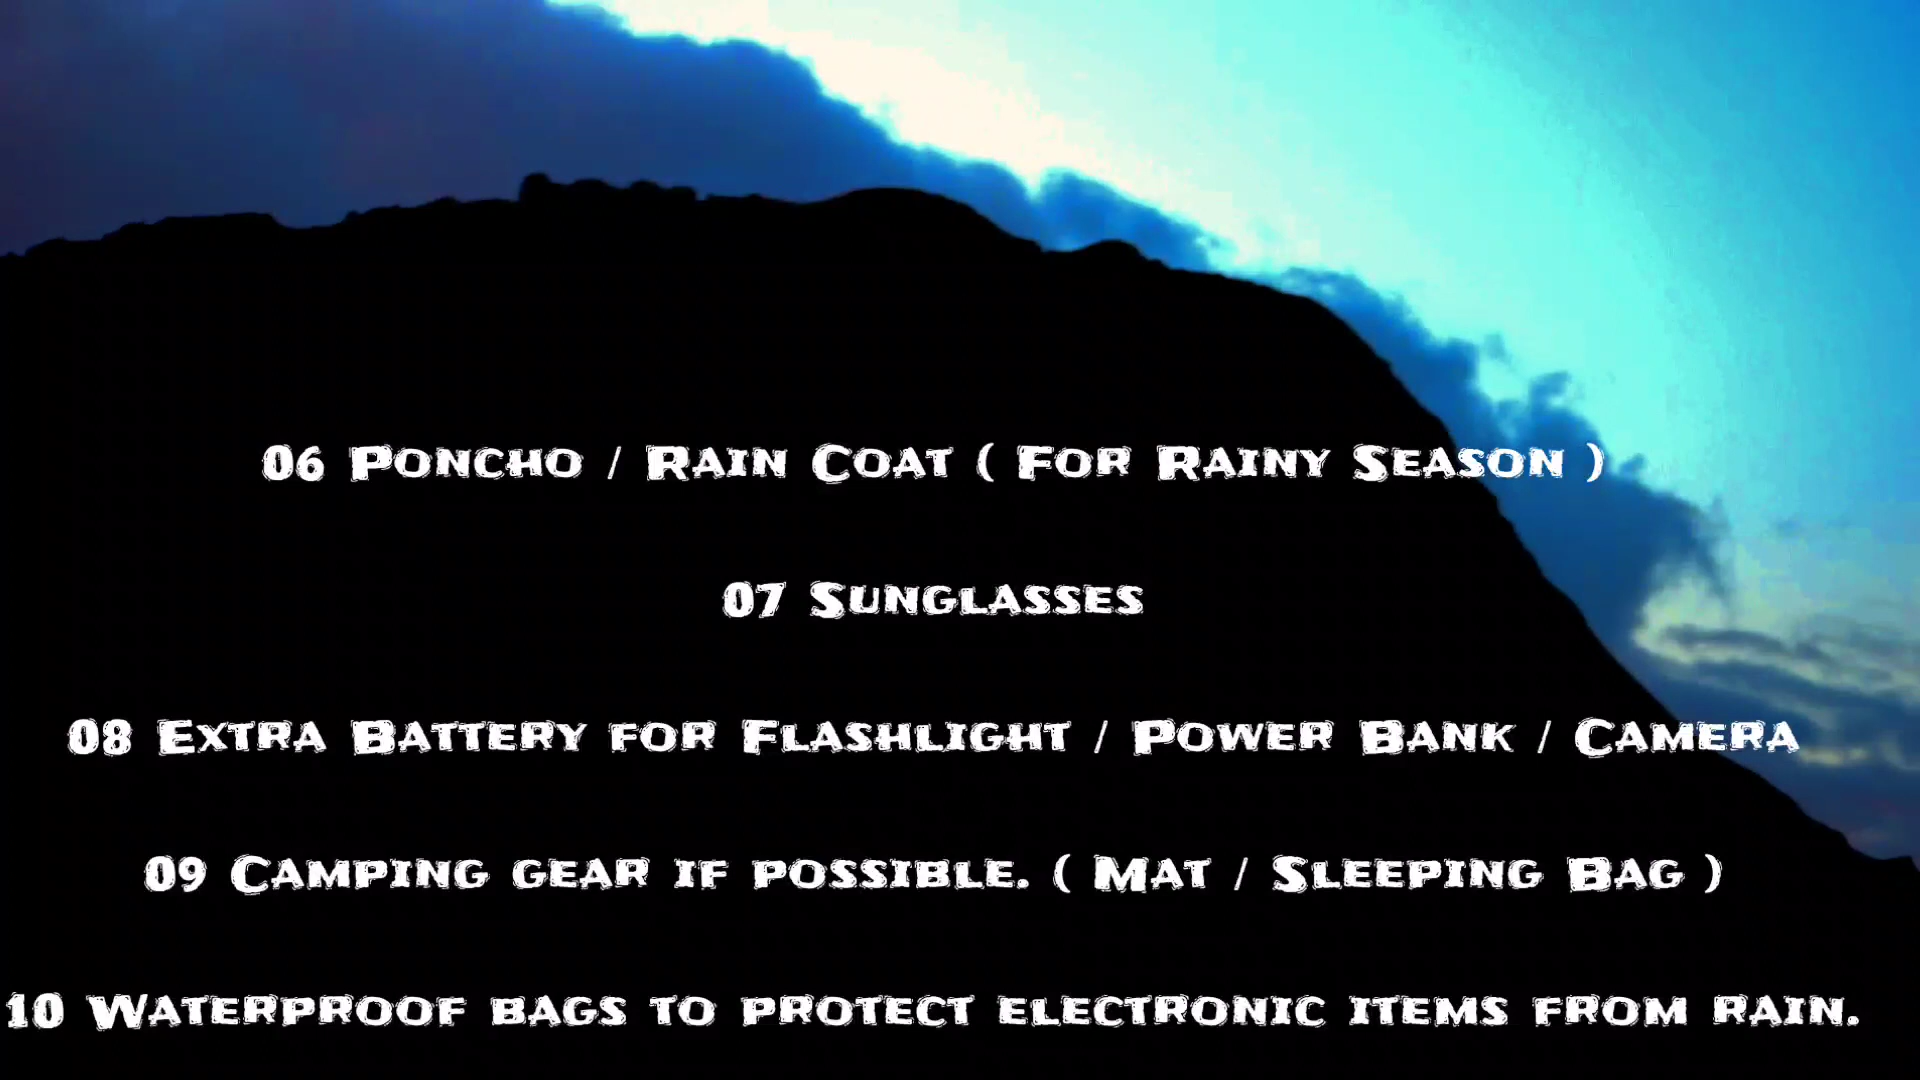 06 Poncho / Rain Coat ( For Rainy Season )
07 Sunglasses
08 Extra Battery for Flashlight / Power Bank / Camera
09 Camping gear if possible. ( Mat / Sleeping Bag )
10 Waterproof bags to protect electronic items from rain.